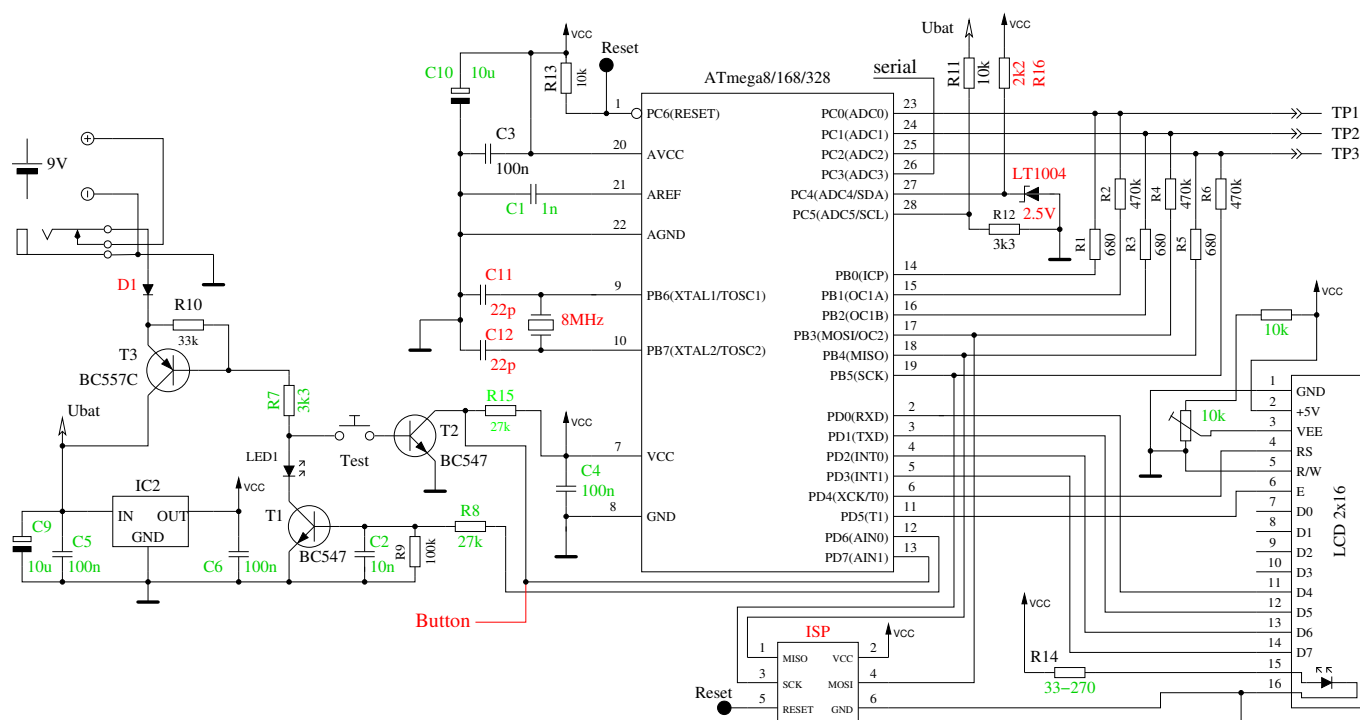 VCC
Reset
C10 10u
R13
10k
ATmega8/168/328
serial
Ubat
R11
10k
VCC
2k2
R16
1
PC6(RESET)
C3
100n
20
AVCC
21
AREF
C1 1n
22
AGND
C11
22p
9
PB6(XTAL1/TOSC1)
8MHz
C12
22p
10
PB7(XTAL2/TOSC2)
7
VCC
8
GND
PC0(ADC0) 23
PC1(ADC1) 24
PC2(ADC2) 25
PC3(ADC3) 26
PC4(ADC4/SDA) 27
PC5(ADC5/SCL) 28
PB0(ICP) 14
PB1(OC1A) 15
PB2(OC1B) 16
PB3(MOSI/OC2) 17
PB4(MISO) 18
PB5(SCK) 19
PD0(RXD) 2
PD1(TXD) 3
PD2(INT0) 4
PD3(INT1) 5
PD4(XCK/T0) 6
PD5(T1) 11
PD6(AIN0) 12
PD7(AIN1) 13
TP1
TP2
TP3
LT1004
2.5V
R12
3k3
R1
680
R2
470k
R3
680
R4
470k
R5
680
R6
470k
9V
D1
R10
33k
T3
BC557C
Ubat
R7
3k3
Test
T2
BC547
R15
27k
VCC
C4
100n
LED1
IC2
IN OUT
GND
VCC
C9
10u
C5
100n
C6
100n
T1
BC547
C2
10n
R9
100k
R8
27k
Button
VCC
10k
10k
LCD 2x16
1 GND
2 +5V
3 VEE
4 RS
5 R/W
6 E
7 D0
8 D1
9 D2
10 D3
11 D4
12 D5
13 D6
14 D7
15
16
VCC
R14
33-270
ISP
VCC
1 MISO VCC 2
3 SCK MOSI 4
5 RESET GND 6
Reset